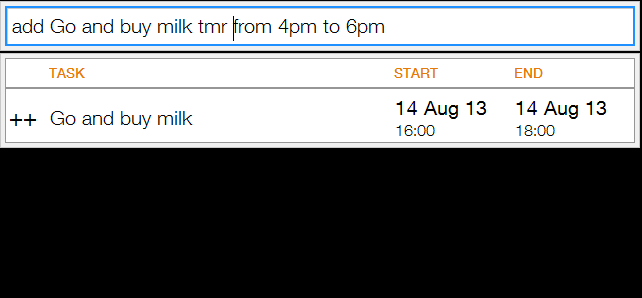 add Go and buy milk tmr from 4pm to 6pm
TASK START END
++ Go and buy milk 14 Aug 13 14 Aug 13
16:00 18:00